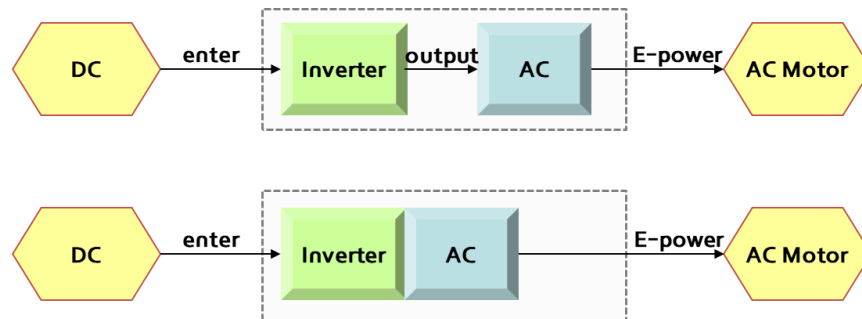 DC
enter
Inverter
output
AC
E-power
AC Motor
DC
enter
Inverter
AC
E-power
AC Motor